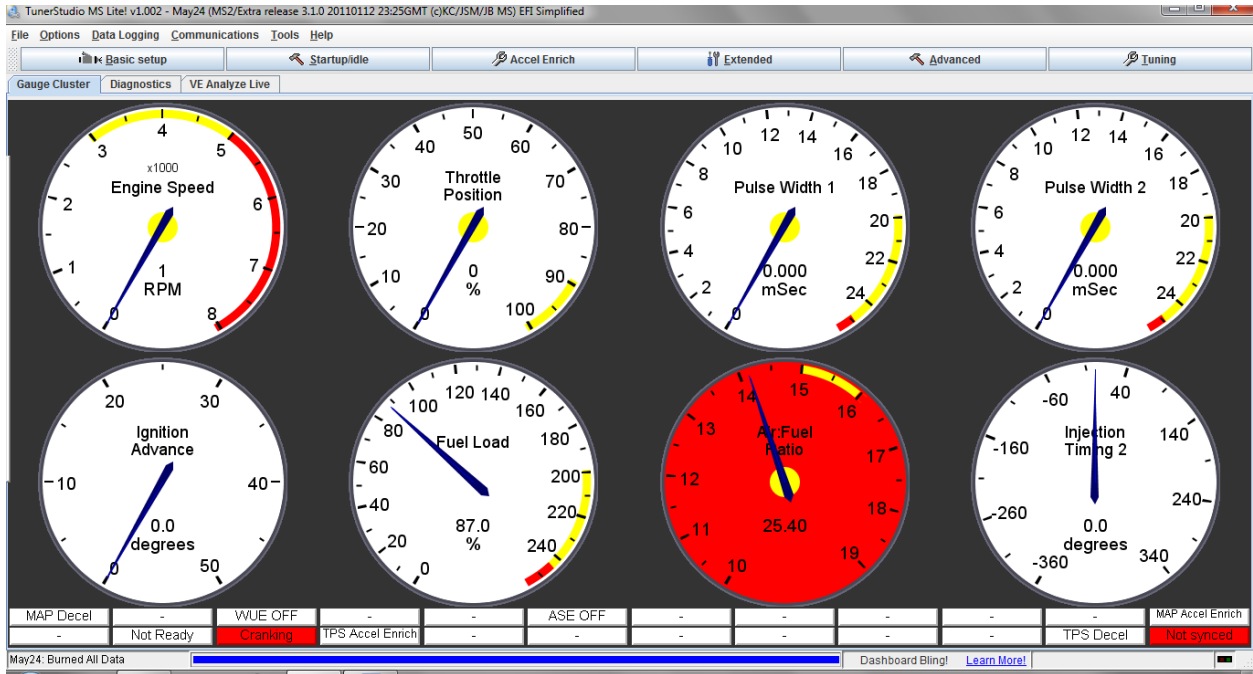 TunerStudio MS Lite! v1.002 - May24 (MS2/Extra release 3.1.0 20110112 23:25GMT (c)KC/JSM/JB MS) EFI Simplified
File Options Data Logging Communications Tools Help
Basic setup Startup/idle Accel Enrich Extended Advanced Tuning
Gauge Cluster Diagnostics VE Analyze Live
0 1 2 3 4 5 6 7 8
x1000
Engine Speed
1
RPM
0 10 20 30 40 50 60 70 80 90 100
Throttle
Position
0
%
0 2 4 6 8 10 12 14 16 18 20 22 24
Pulse Width 1
0.000
mSec
0 2 4 6 8 10 12 14 16 18 20 22 24
Pulse Width 2
0.000
mSec
0 10 20 30 40 50
Ignition
Advance
0.0
degrees
0 20 40 60 80 100 120 140 160 180 200 220 240
Fuel Load
87.0
%
10 11 12 13 14 15 16 17 18 19
Air:Fuel
Ratio
25.40
-360 -260 -160 -60 40 140 240 340
Injection
Timing 2
0.0
degrees
MAP Decel - WUE OFF - - ASE OFF - - - - - MAP Accel Enrich
- Not Ready Cranking TPS Accel Enrich - - - - - - TPS Decel Not synced
May24: Burned All Data Dashboard Bling! Learn More!